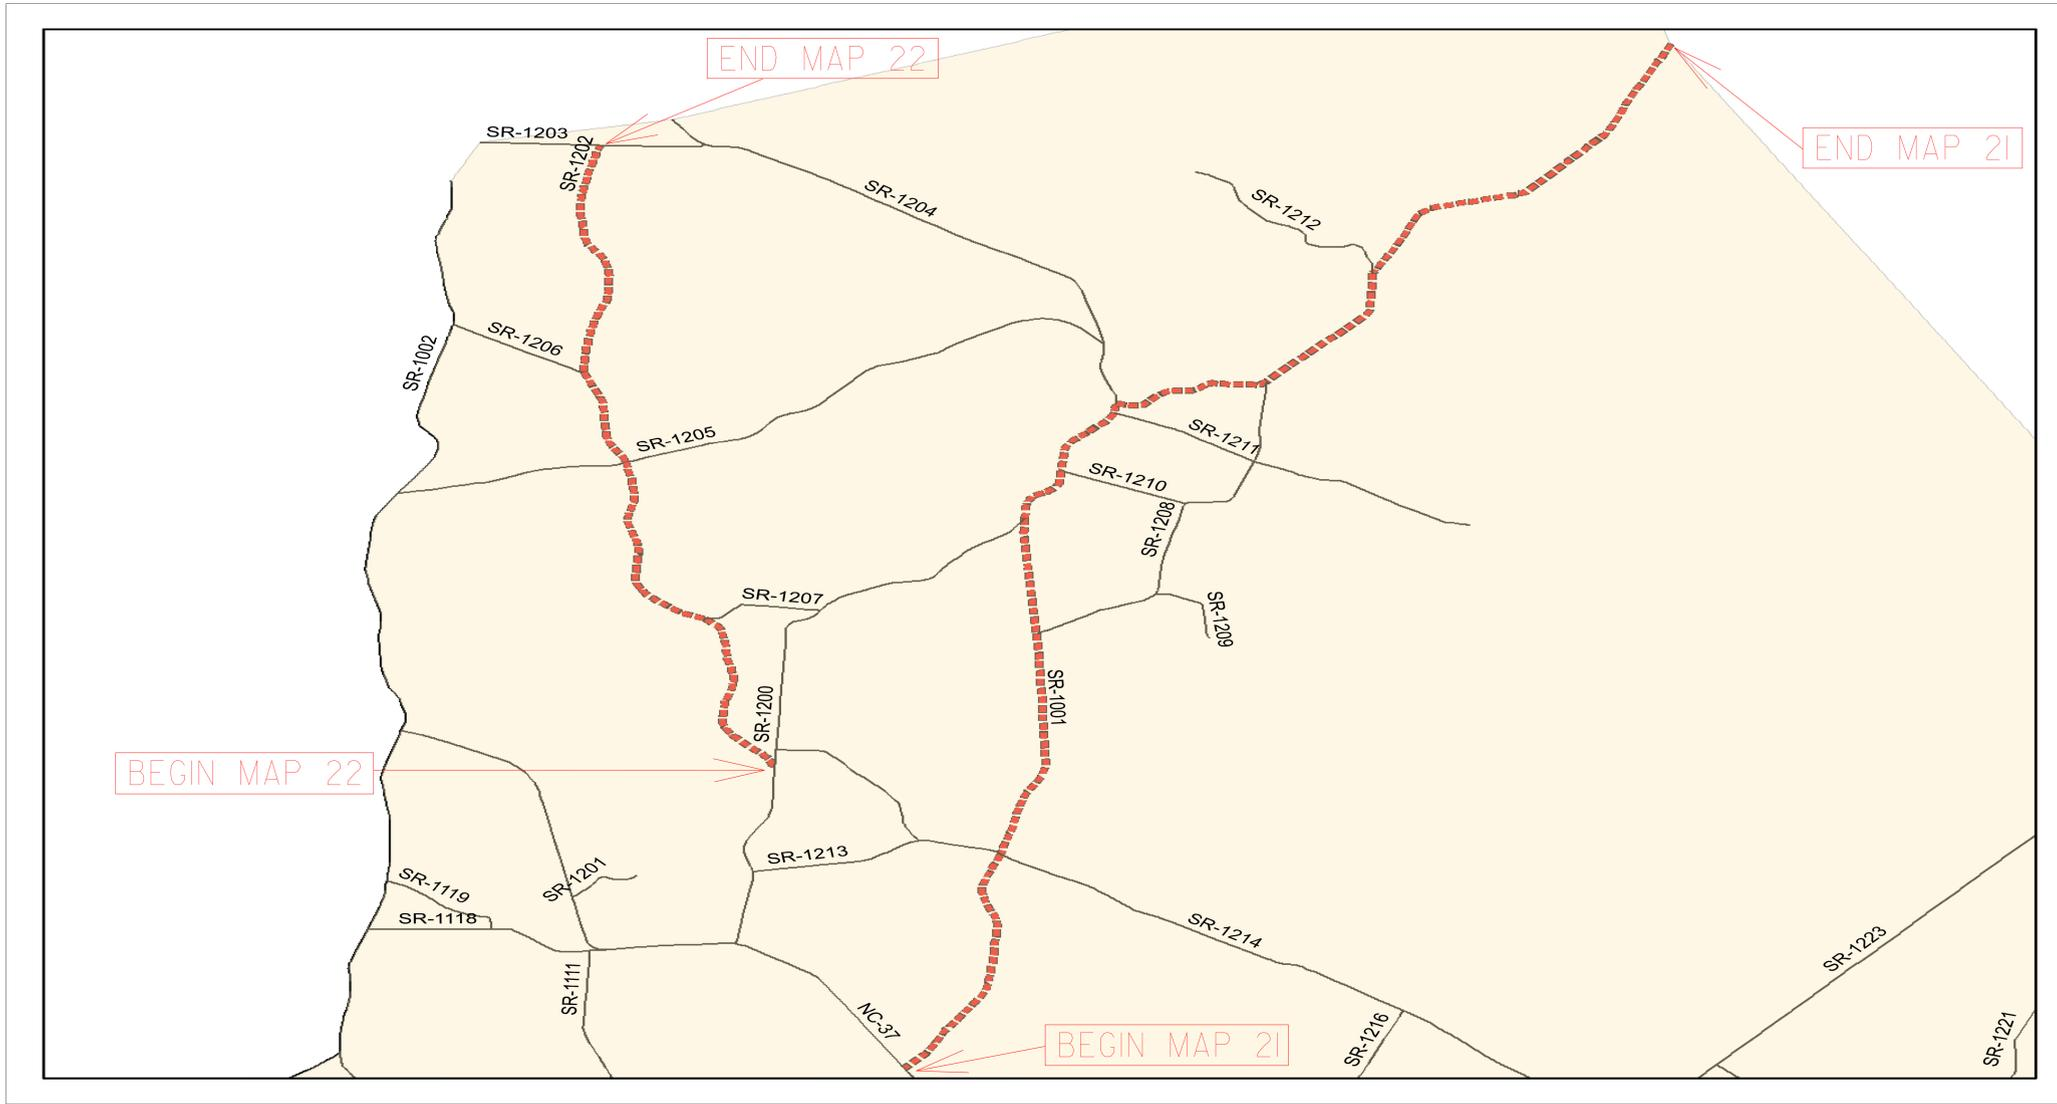 END MAP 22
SR-1203
SR-1202
END MAP 21
SR-1204
SR-1212
SR-1206
SR-1002
SR-1205
SR-1211
SR-1210
SR-1208
SR-1207
SR-1209
SR-1200
SR-1001
BEGIN MAP 22
SR-1213
SR-1201
SR-1119
SR-1118
SR-1214
SR-1223
SR-1111
NC-37
SR-1216
SR-1221
BEGIN MAP 21